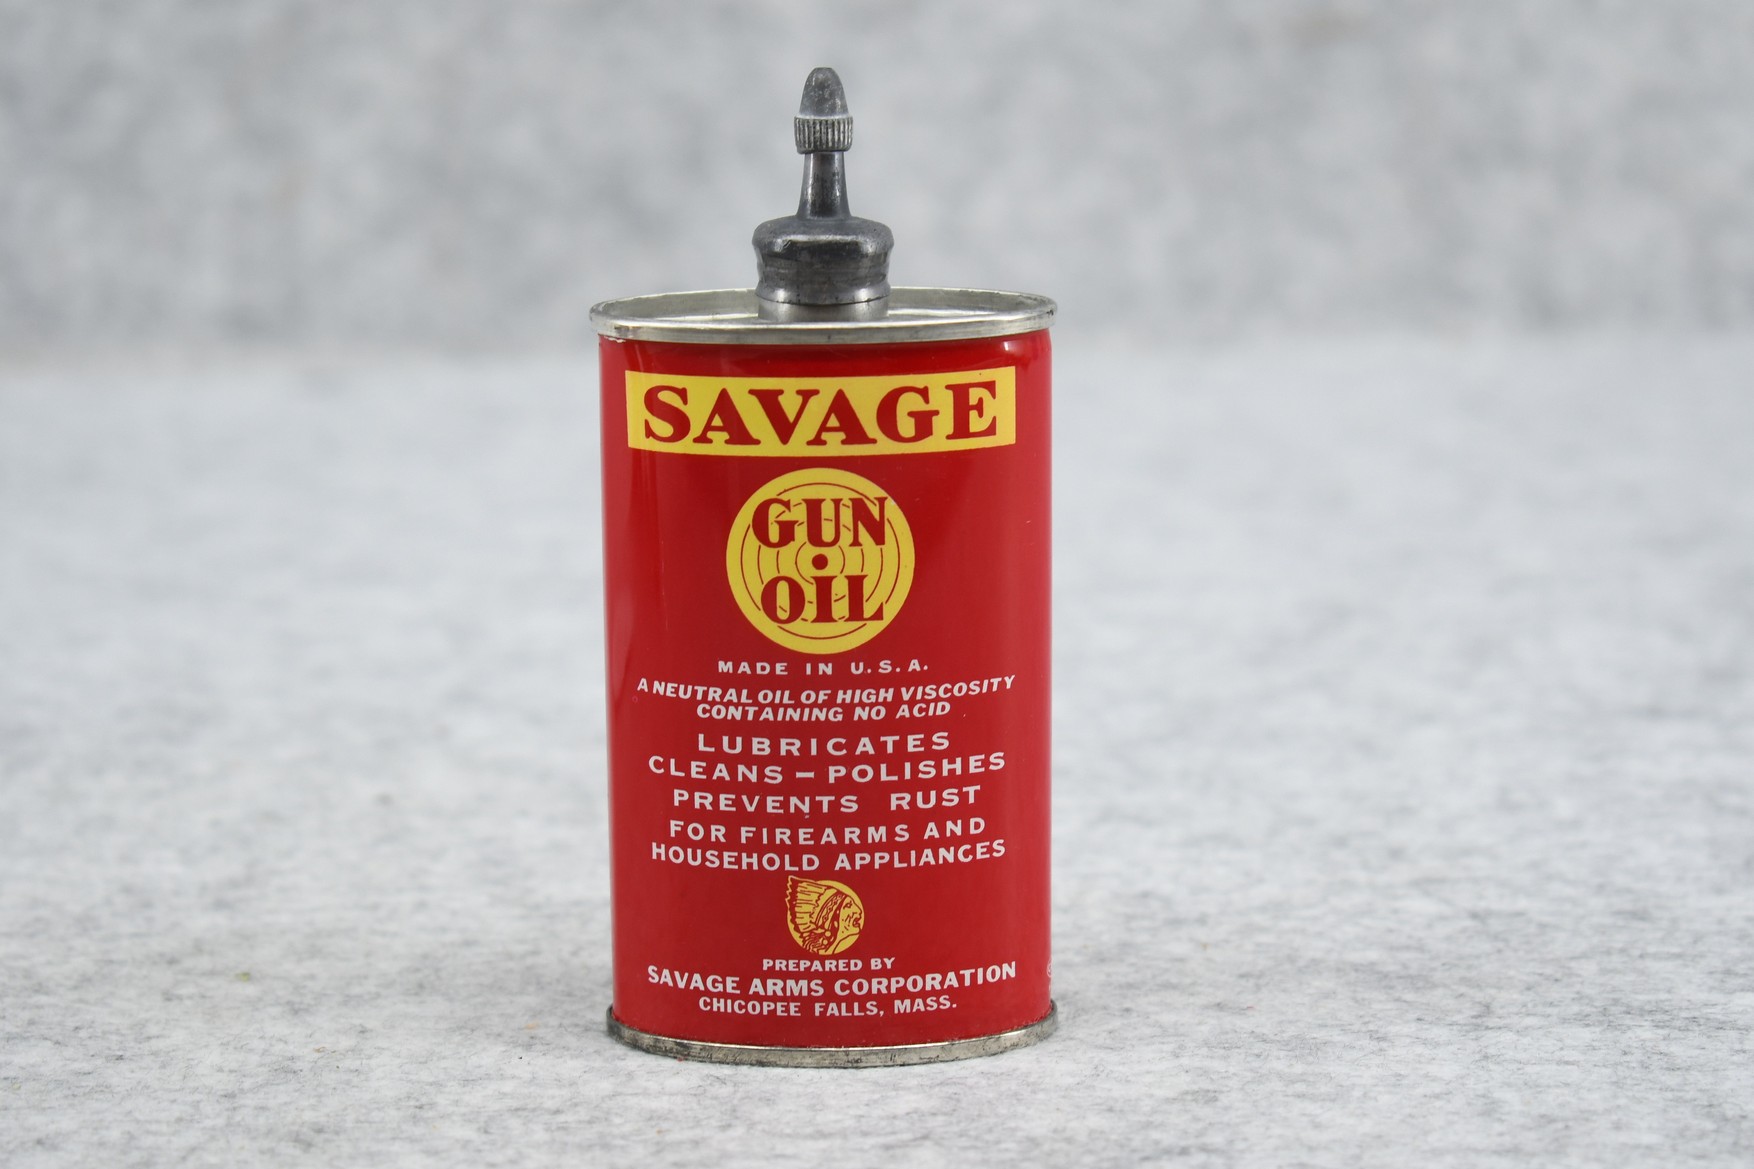 SAVAGE
GUN
OIL
MADE IN U.S.A.
A NEUTRAL OIL OF HIGH VISCOSITY
CONTAINING NO ACID
LUBRICATES
CLEANS – POLISHES
PREVENTS RUST
FOR FIREARMS AND
HOUSEHOLD APPLIANCES
PREPARED BY
SAVAGE ARMS CORPORATION
CHICOPEE FALLS, MASS.